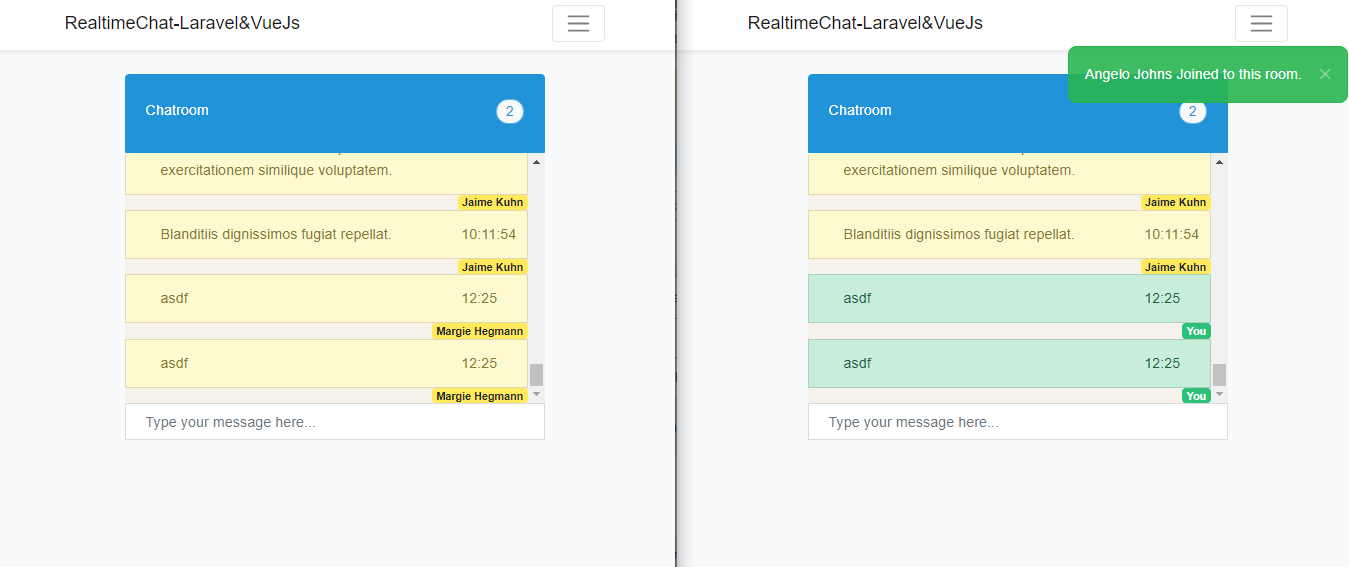 RealtimeChat-Laravel&VueJs
Chatroom
2
exercitationem similique voluptatem.
Jaime Kuhn
Blanditiis dignissimos fugiat repellat.
10:11:54
Jaime Kuhn
asdf
12:25
Margie Hegmann
asdf
12:25
Margie Hegmann
Type your message here...
RealtimeChat-Laravel&VueJs
Angelo Johns Joined to this room.
×
Chatroom
2
exercitationem similique voluptatem.
Jaime Kuhn
Blanditiis dignissimos fugiat repellat.
10:11:54
Jaime Kuhn
asdf
12:25
You
asdf
12:25
You
Type your message here...